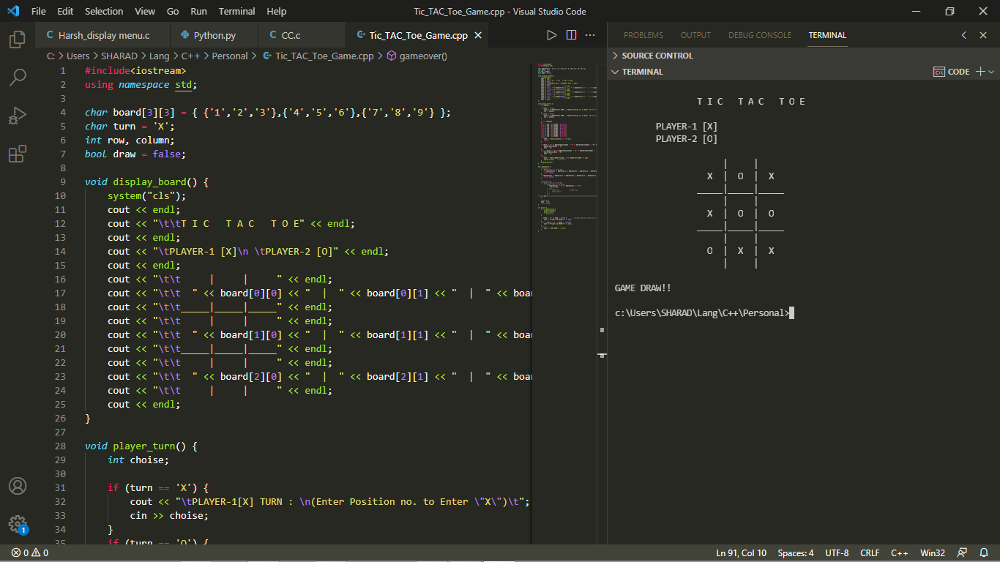 File Edit Selection View Go Run Terminal Help Tic_TAC_Toe_Game.cpp - Visual Studio Code
Harsh_display menu.c Python.py CC.c Tic_TAC_Toe_Game.cpp
C: > Users > SHARAD > Lang > C++ > Personal > Tic_TAC_Toe_Game.cpp > gameover()
1 #include<iostream>
2 using namespace std;
3
4 char board[3][3] = { {'1','2','3'},{'4','5','6'},{'7','8','9'} };
5 char turn = 'X';
6 int row, column;
7 bool draw = false;
8
9 void display_board() {
10 system("cls");
11 cout << endl;
12 cout << "\t\tT I C   T A C   T O E" << endl;
13 cout << endl;
14 cout << "\tPLAYER-1 [X]\n \tPLAYER-2 [O]" << endl;
15 cout << endl;
16 cout << "\t\t     |     |     " << endl;
17 cout << "\t\t  " << board[0][0] << "  |  " << board[0][1] << "  |  " << boar
18 cout << "\t\t_____|_____|_____" << endl;
19 cout << "\t\t     |     |     " << endl;
20 cout << "\t\t  " << board[1][0] << "  |  " << board[1][1] << "  |  " << boar
21 cout << "\t\t_____|_____|_____" << endl;
22 cout << "\t\t     |     |     " << endl;
23 cout << "\t\t  " << board[2][0] << "  |  " << board[2][1] << "  |  " << boar
24 cout << "\t\t     |     |     " << endl;
25 cout << endl;
26 }
27
28 void player_turn() {
29 int choise;
30
31 if (turn == 'X') {
32 cout << "\tPLAYER-1[X] TURN : \n(Enter Position no. to Enter \"X\")\t";
33 cin >> choise;
34 }
35 if (turn == 'O') {
PROBLEMS OUTPUT DEBUG CONSOLE TERMINAL
SOURCE CONTROL
TERMINAL CODE
T I C   T A C   T O E
PLAYER-1 [X]
PLAYER-2 [O]
     |     |
  X  |  O  |  X
_____|_____|_____
     |     |
  X  |  O  |  O
_____|_____|_____
     |     |
  O  |  X  |  X
     |     |
GAME DRAW!!
c:\Users\SHARAD\Lang\C++\Personal>
1
0 0 Ln 91, Col 10 Spaces: 4 UTF-8 CRLF C++ Win32